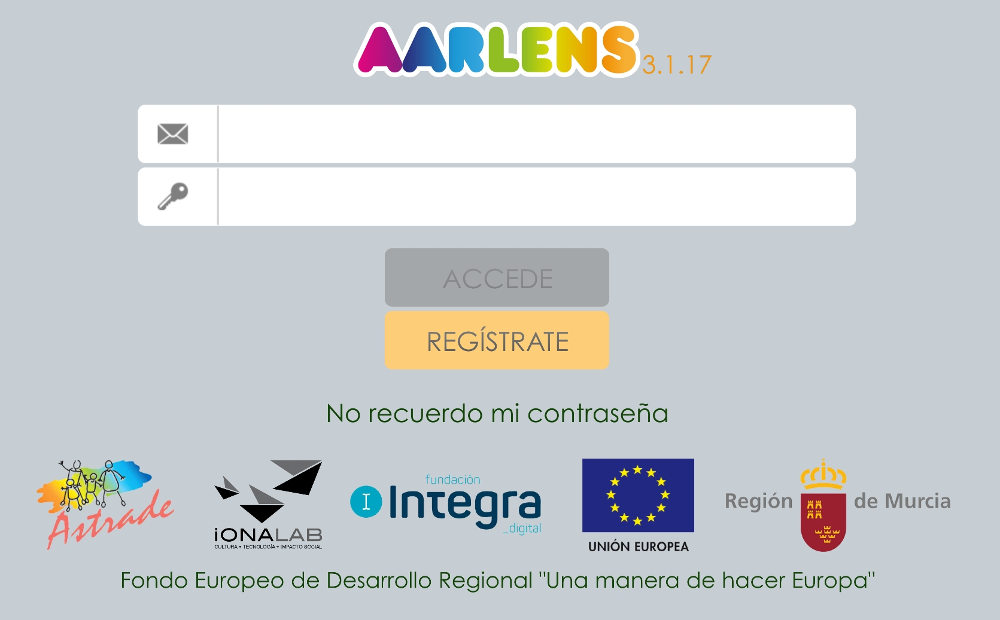 AARLENS 3.1.17
ACCEDE
REGÍSTRATE
No recuerdo mi contraseña
Astrade
iONALAB
CULTURA + TECNOLOGÍA + IMPACTO SOCIAL
fundación
Integra
_digital
UNIÓN EUROPEA
Región de Murcia
Fondo Europeo de Desarrollo Regional "Una manera de hacer Europa"